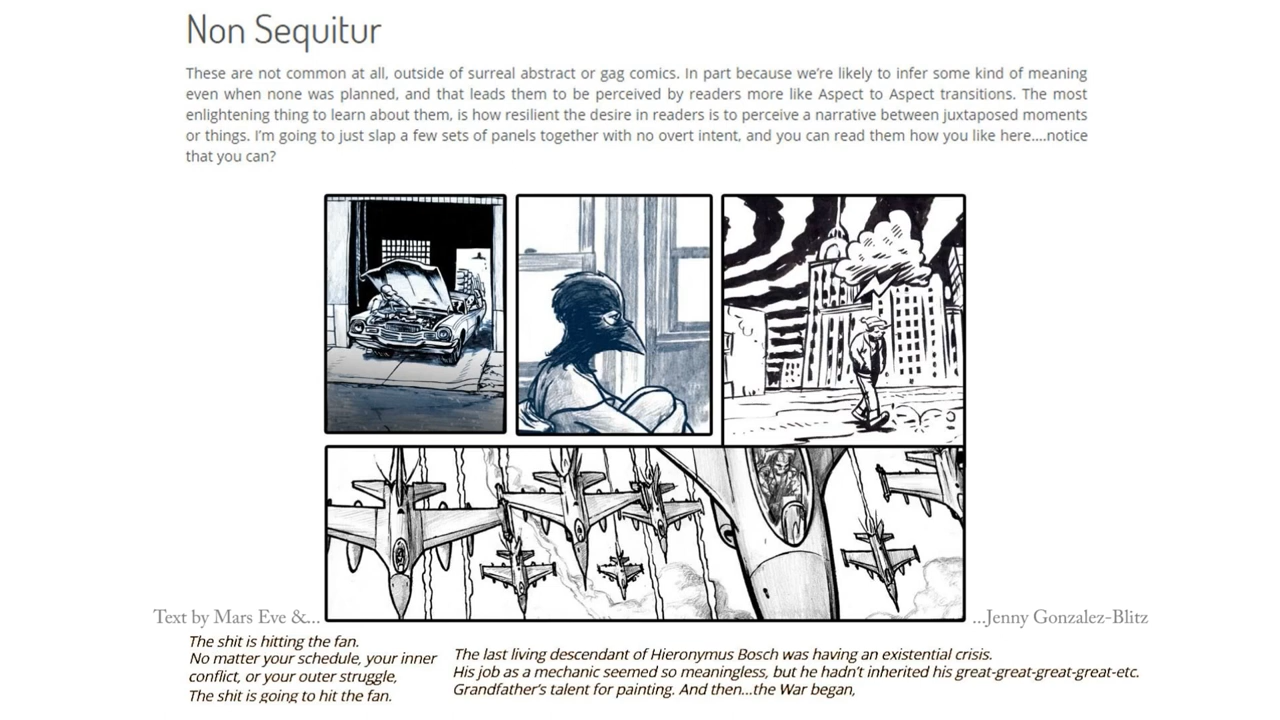 Non Sequitur
These are not common at all, outside of surreal abstract or gag comics. In part because we're likely to infer some kind of meaning
even when none was planned, and that leads them to be perceived by readers more like Aspect to Aspect transitions. The most
enlightening thing to learn about them, is how resilient the desire in readers is to perceive a narrative between juxtaposed moments
or things. I'm going to just slap a few sets of panels together with no overt intent, and you can read them how you like here....notice
that you can?
Text by Mars Eve &...
The shit is hitting the fan.
No matter your schedule, your inner
conflict, or your outer struggle,
The shit is going to hit the fan.
...Jenny Gonzalez-Blitz
The last living descendant of Hieronymus Bosch was having an existential crisis.
His job as a mechanic seemed so meaningless, but he hadn't inherited his great-great-great-great-etc.
Grandfather's talent for painting. And then...the War began,